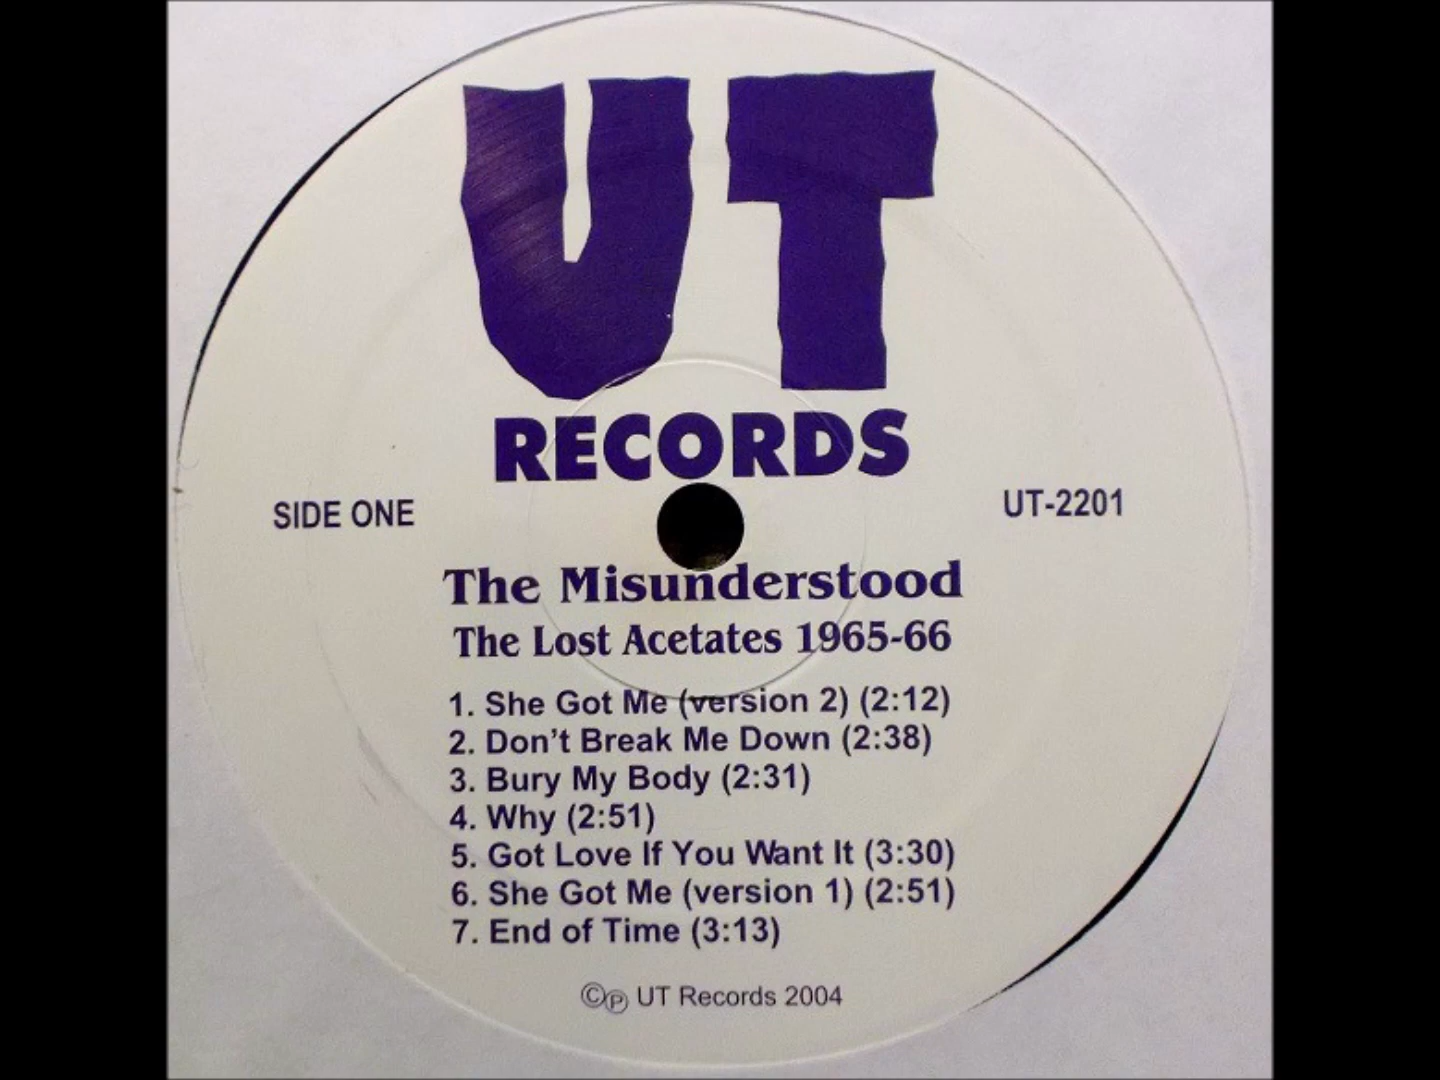 UT
RECORDS
SIDE ONE
UT-2201
The Misunderstood
The Lost Acetates 1965-66
1. She Got Me (version 2) (2:12)
2. Don't Break Me Down (2:38)
3. Bury My Body (2:31)
4. Why (2:51)
5. Got Love If You Want It (3:30)
6. She Got Me (version 1) (2:51)
7. End of Time (3:13)
©℗ UT Records 2004